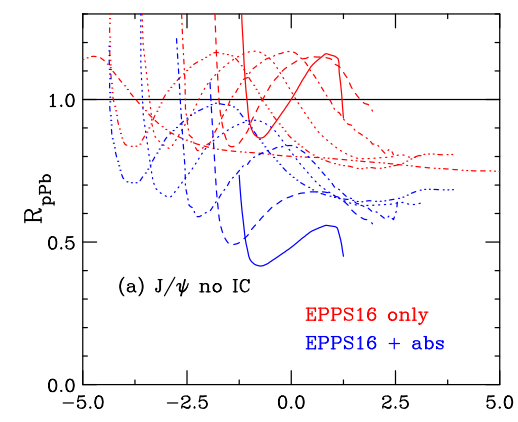 1.0
0.5
0.0
R_pPb
(a) J/ψ no IC
EPPS16 only
EPPS16 + abs
−5.0 −2.5 0.0 2.5 5.0